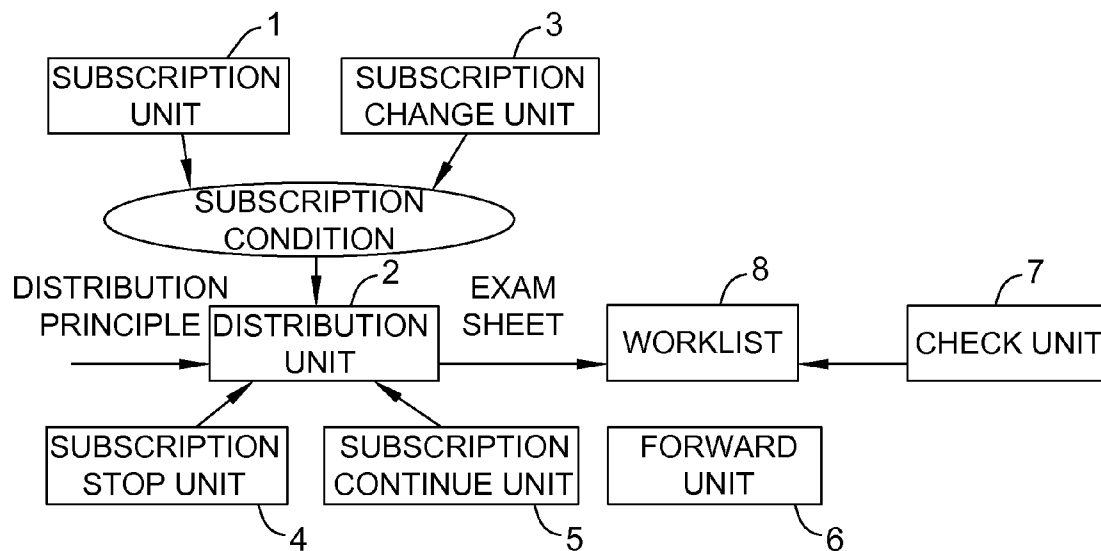 1
3
SUBSCRIPTION
UNIT
SUBSCRIPTION
CHANGE UNIT
SUBSCRIPTION
CONDITION
DISTRIBUTION
PRINCIPLE
2
DISTRIBUTION
UNIT
EXAM
SHEET
8
WORKLIST
7
CHECK UNIT
SUBSCRIPTION
STOP UNIT
4
SUBSCRIPTION
CONTINUE UNIT
5
FORWARD
UNIT
6